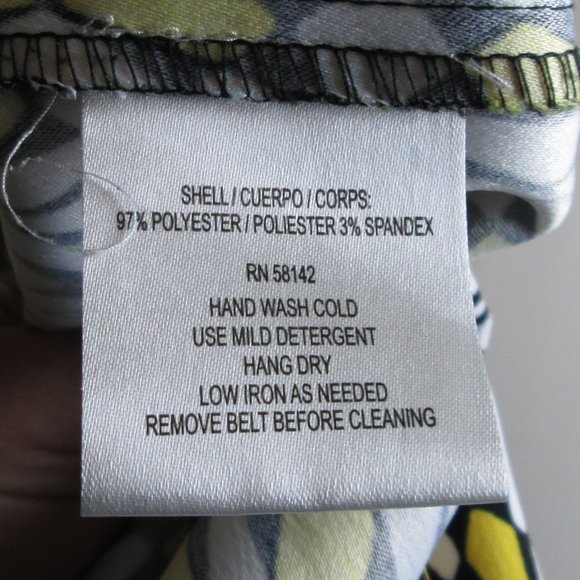 SHELL / CUERPO / CORPS:
97% POLYESTER / POLIESTER 3% SPANDEX
RN 58142
HAND WASH COLD
USE MILD DETERGENT
HANG DRY
LOW IRON AS NEEDED
REMOVE BELT BEFORE CLEANING